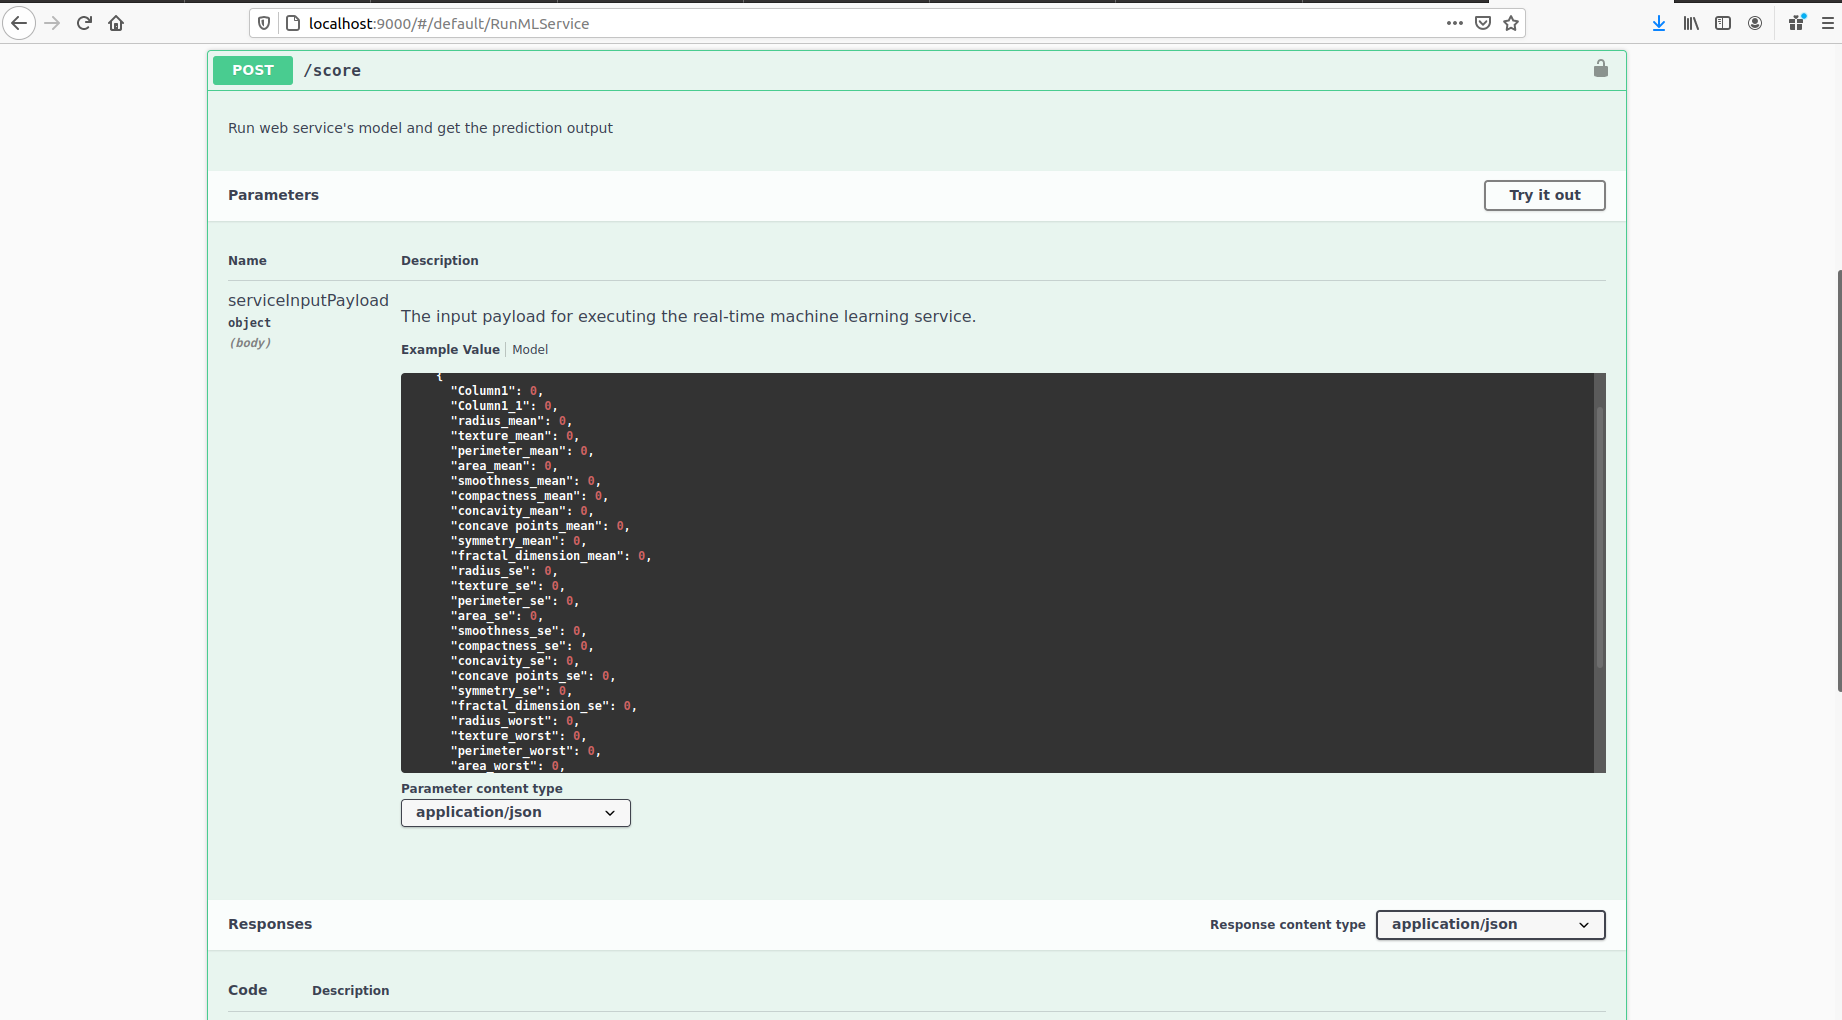 localhost:9000/#/default/RunMLService
POST /score
Run web service's model and get the prediction output
Parameters
Try it out
Name Description
serviceInputPayload
object
(body)
The input payload for executing the real-time machine learning service.
Example Value Model
{
"Column1": 0,
"Column1_1": 0,
"radius_mean": 0,
"texture_mean": 0,
"perimeter_mean": 0,
"area_mean": 0,
"smoothness_mean": 0,
"compactness_mean": 0,
"concavity_mean": 0,
"concave points_mean": 0,
"symmetry_mean": 0,
"fractal_dimension_mean": 0,
"radius_se": 0,
"texture_se": 0,
"perimeter_se": 0,
"area_se": 0,
"smoothness_se": 0,
"compactness_se": 0,
"concavity_se": 0,
"concave points_se": 0,
"symmetry_se": 0,
"fractal_dimension_se": 0,
"radius_worst": 0,
"texture_worst": 0,
"perimeter_worst": 0,
"area_worst": 0,
Parameter content type
application/json
Responses
Response content type application/json
Code Description